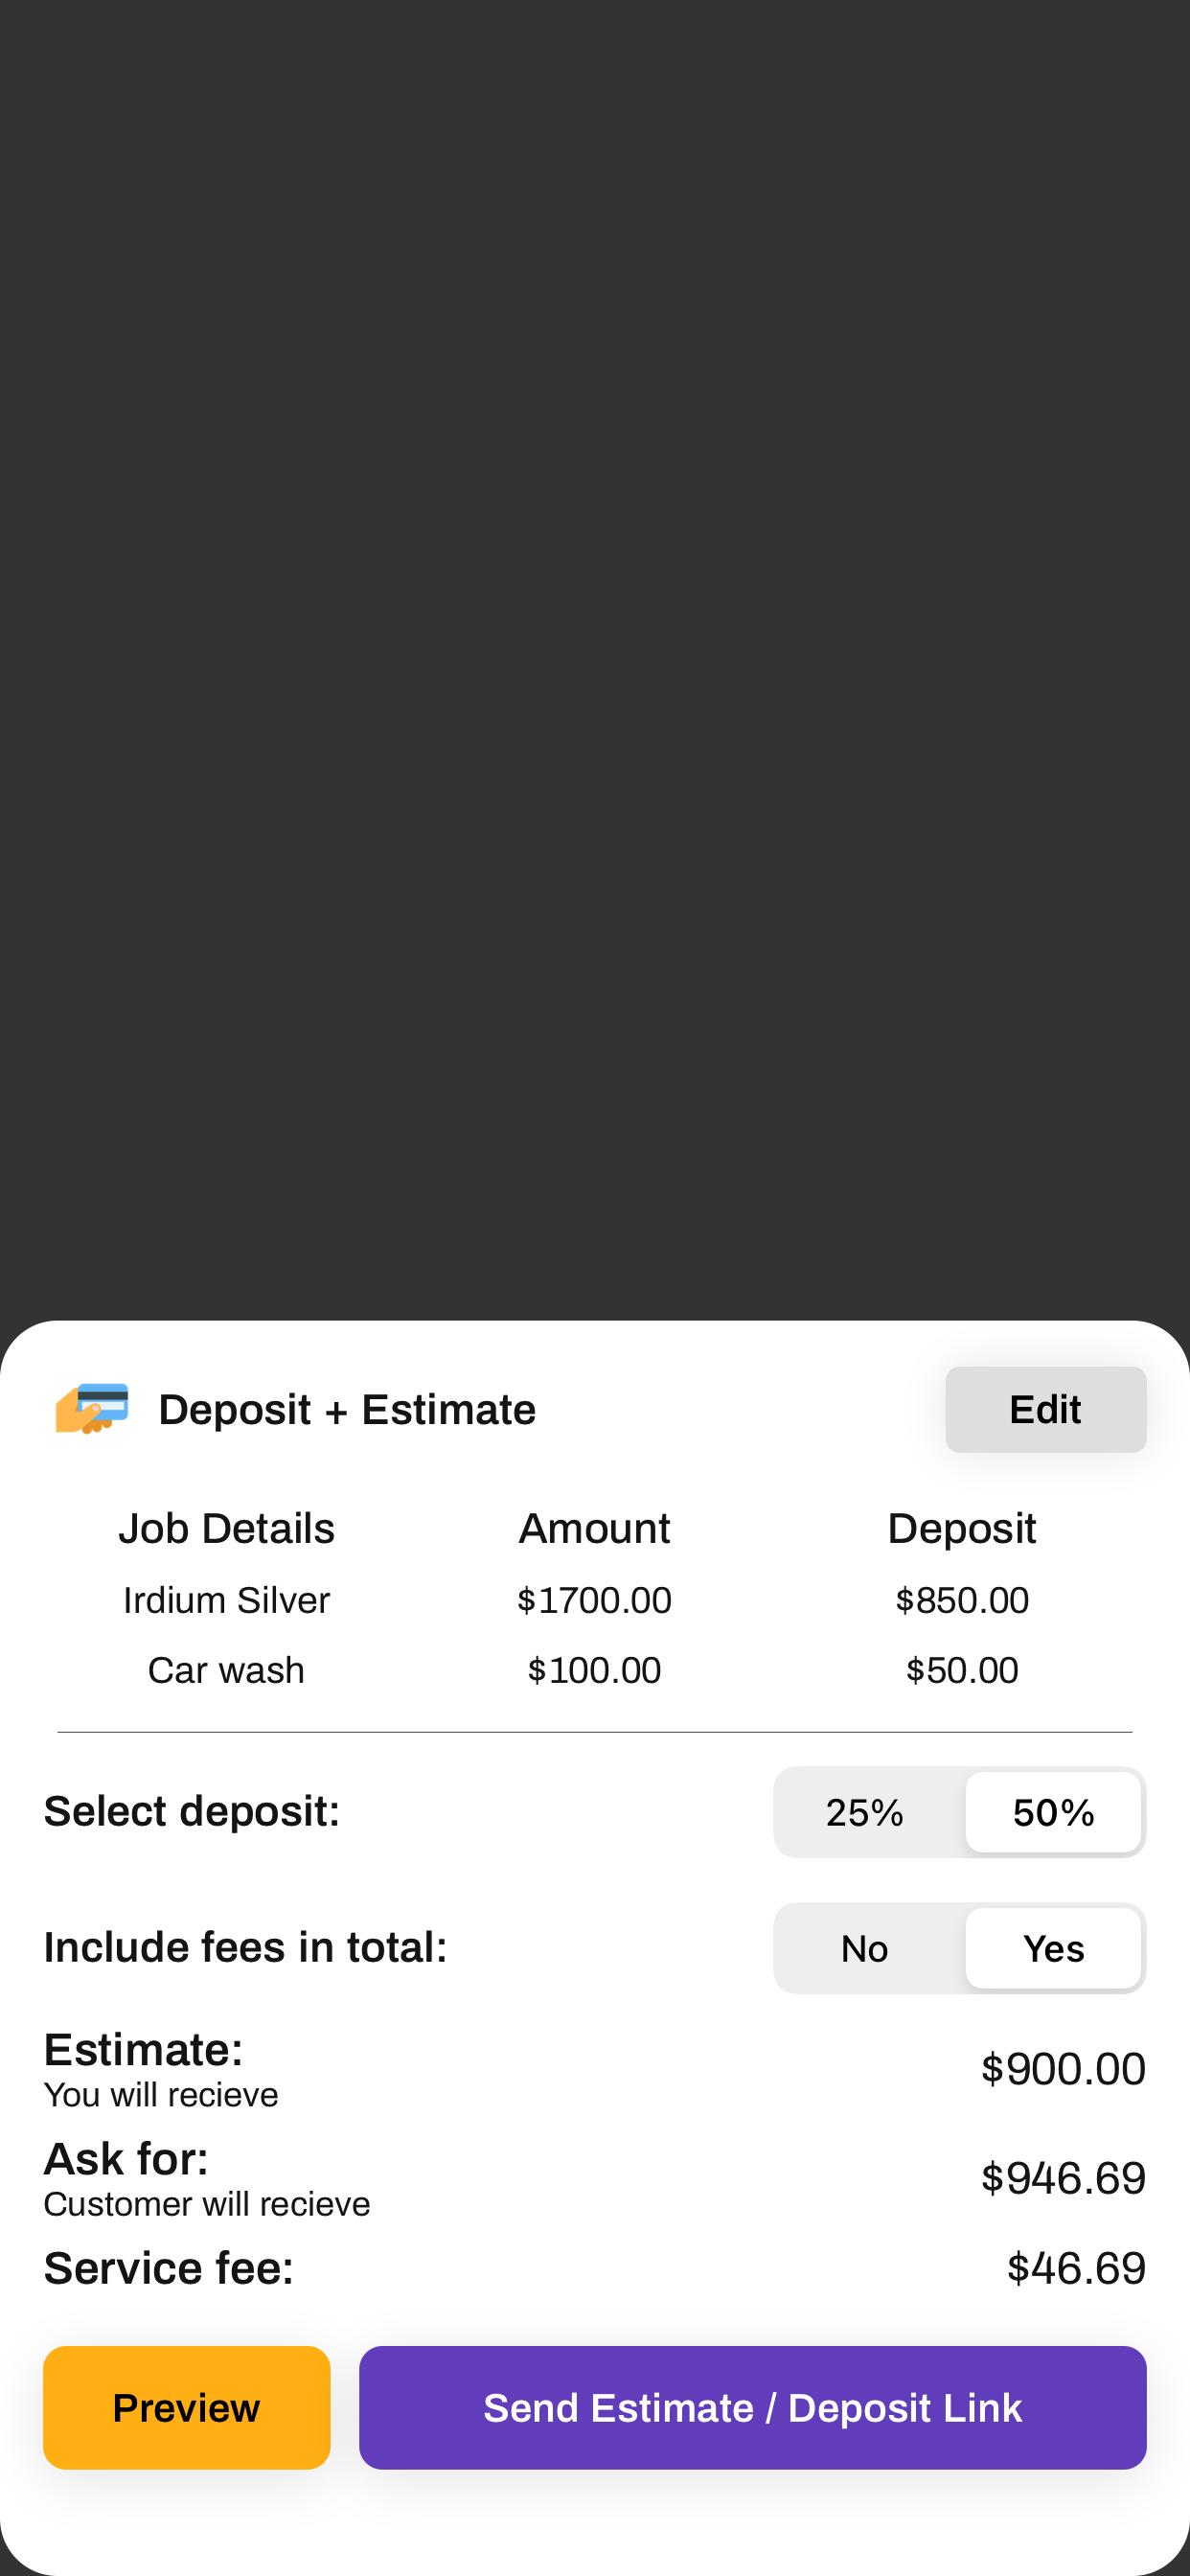 Deposit + Estimate
Edit
Job Details Amount Deposit
Irdium Silver $1700.00 $850.00
Car wash $100.00 $50.00
Select deposit: 25% 50%
Include fees in total: No Yes
Estimate:
You will recieve
$900.00
Ask for:
Customer will recieve
$946.69
Service fee: $46.69
Preview
Send Estimate / Deposit Link